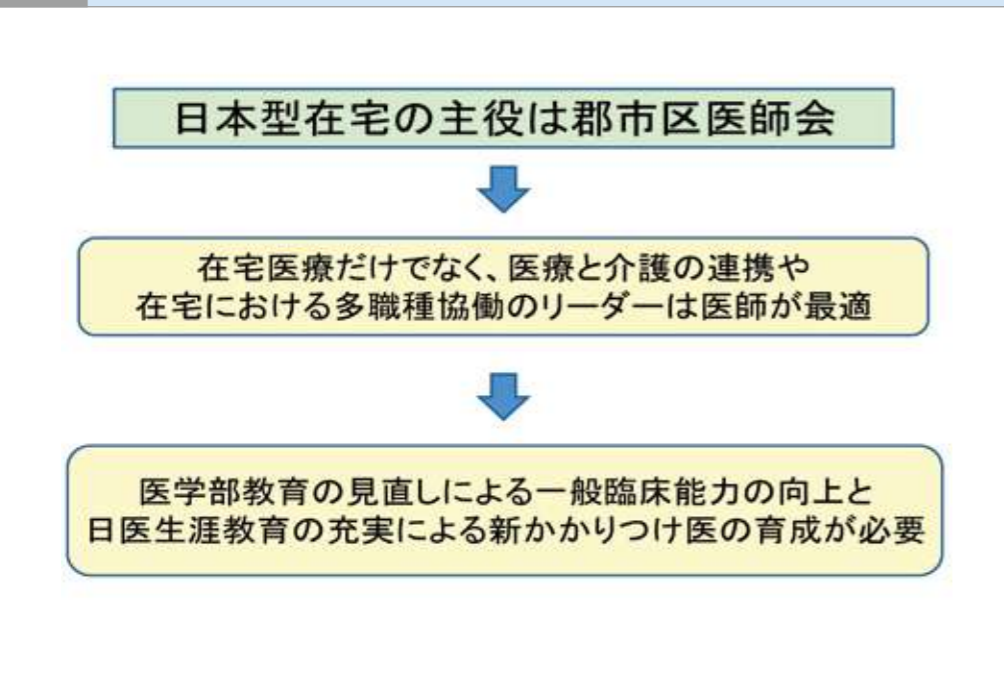 日本型在宅の主役は郡市区医師会
在宅医療だけでなく、医療と介護の連携や
在宅における多職種協働のリーダーは医師が最適
医学部教育の見直しによる一般臨床能力の向上と
日医生涯教育の充実による新かかりつけ医の育成が必要